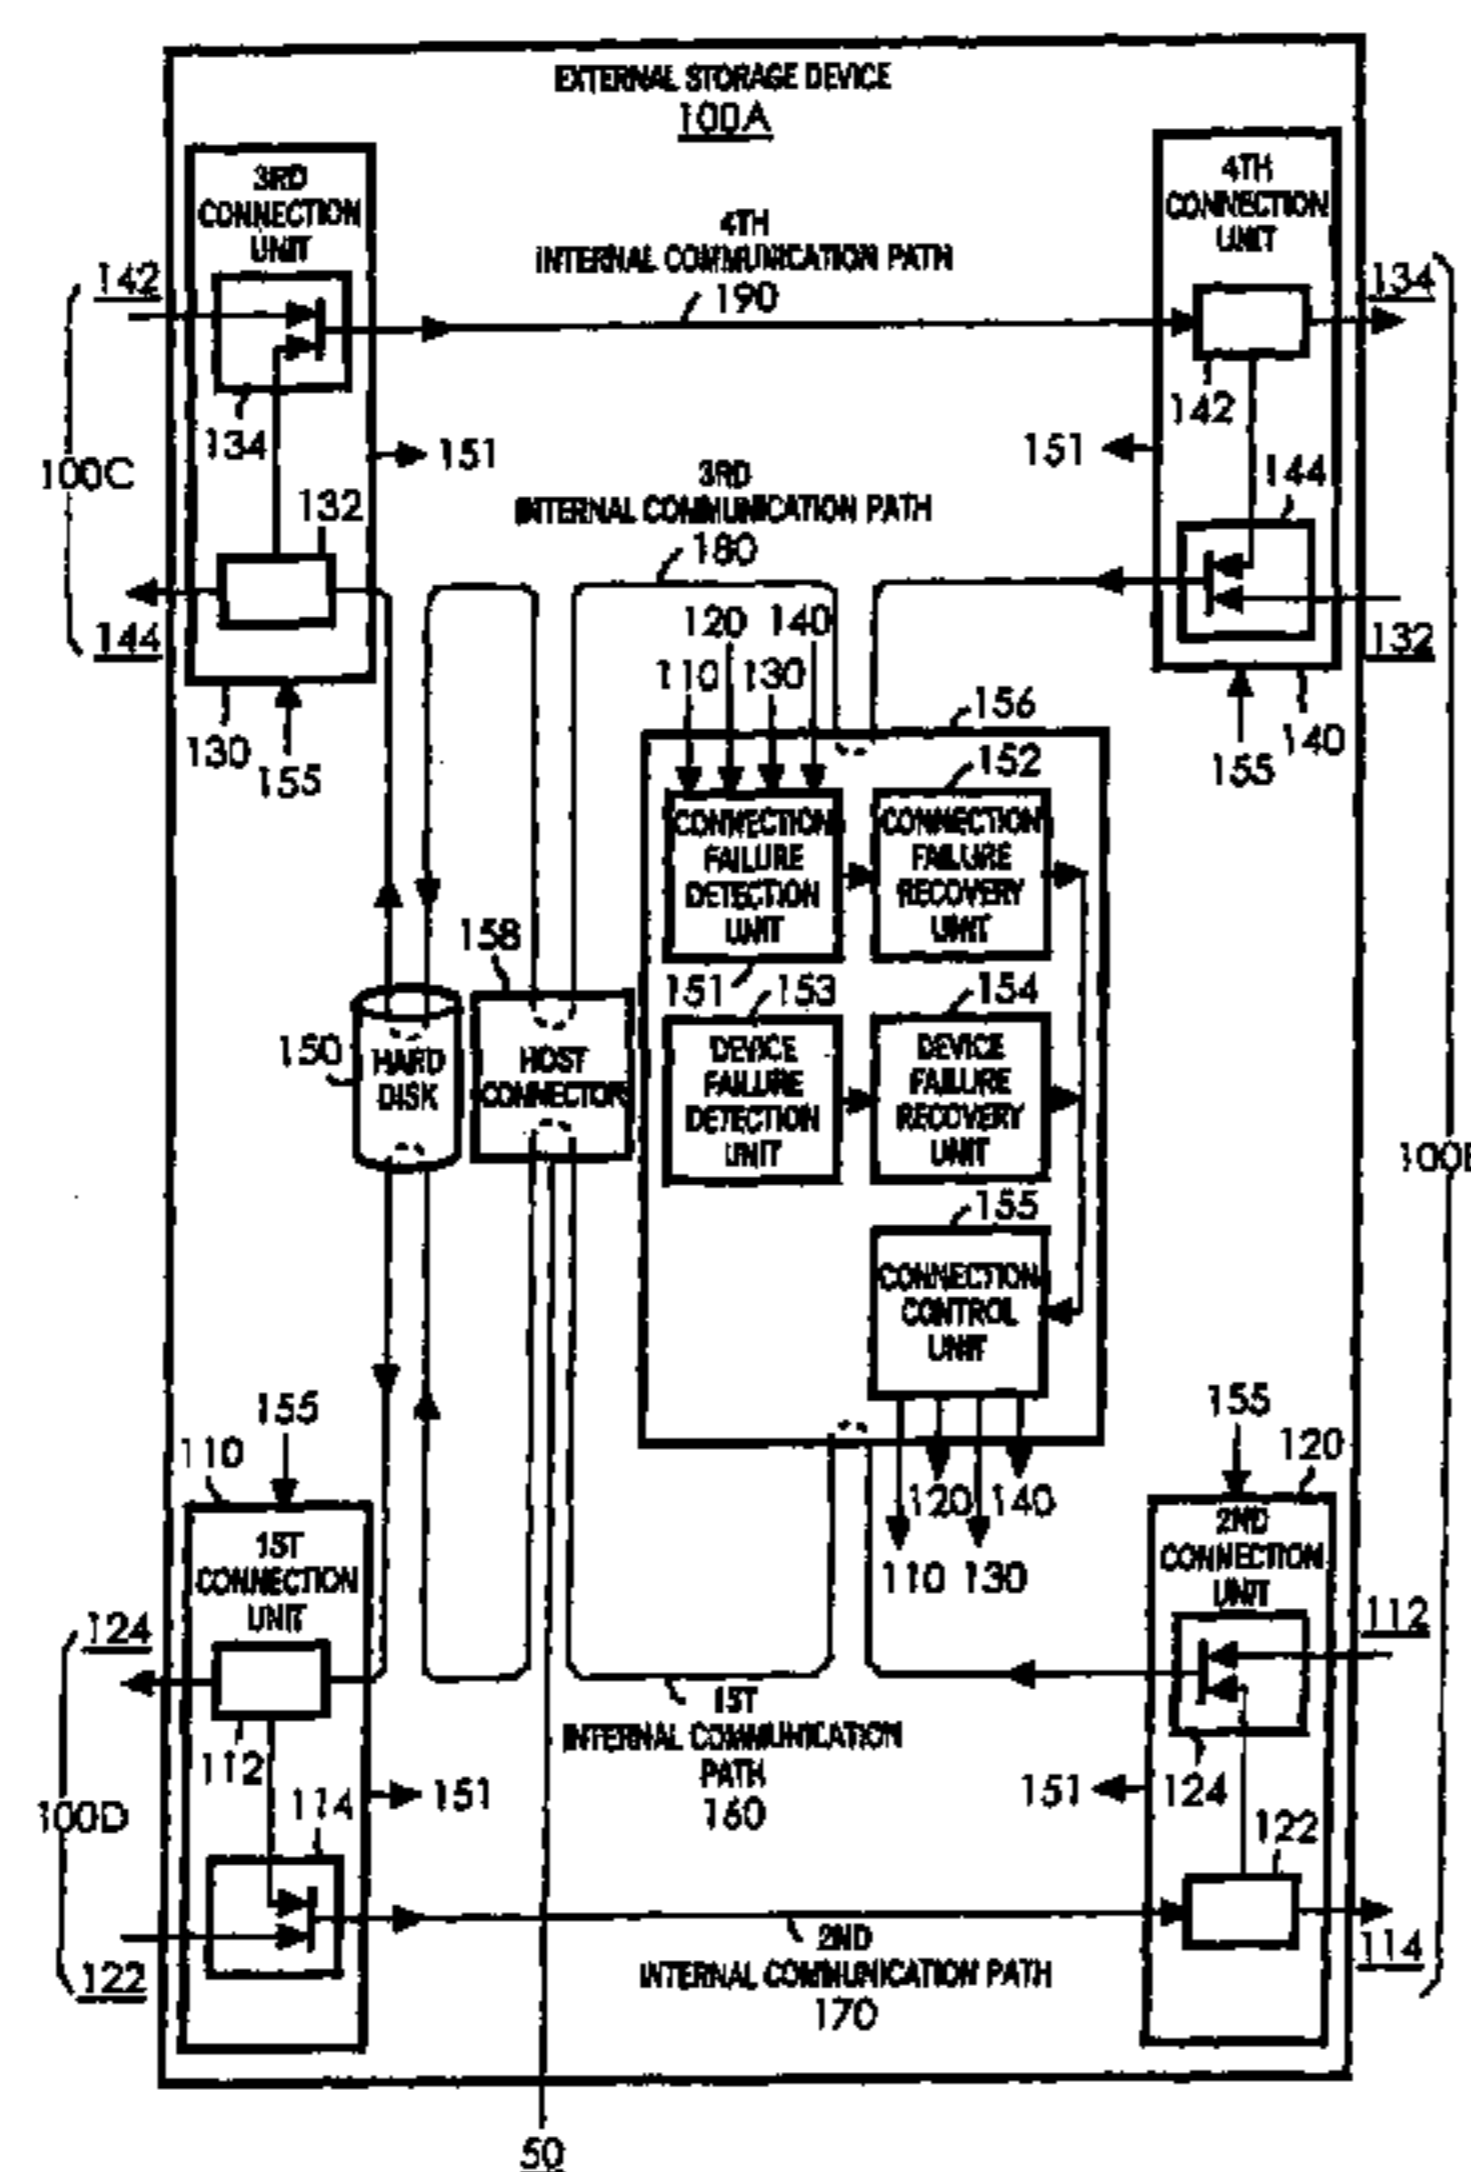 EXTERNAL STORAGE DEVICE
100A
3RD
CONNECTION
UNIT
4TH
CONNECTION
UNIT
4TH
INTERNAL COMMUNICATION PATH
190
142
134
134
142
100C
151
151
144
132
3RD
INTERNAL COMMUNICATION PATH
180
144
132
120 140
110 130
130
155
156
155
140
152
CONNECTION
FAILURE
DETECTION
UNIT
CONNECTION
FAILURE
RECOVERY
UNIT
158
151
153
154
150
HARD
DISK
HOST
CONNECTOR
DEVICE
FAILURE
DETECTION
UNIT
DEVICE
FAILURE
RECOVERY
UNIT
155
CONNECTION
CONTROL
UNIT
155
110
155
120
120 140
110 130
1ST
CONNECTION
UNIT
2ND
CONNECTION
UNIT
124
112
112
124
1ST
INTERNAL COMMUNICATION
PATH
160
100D
151
151
114
122
122
114
2ND
INTERNAL COMMUNICATION PATH
170
50